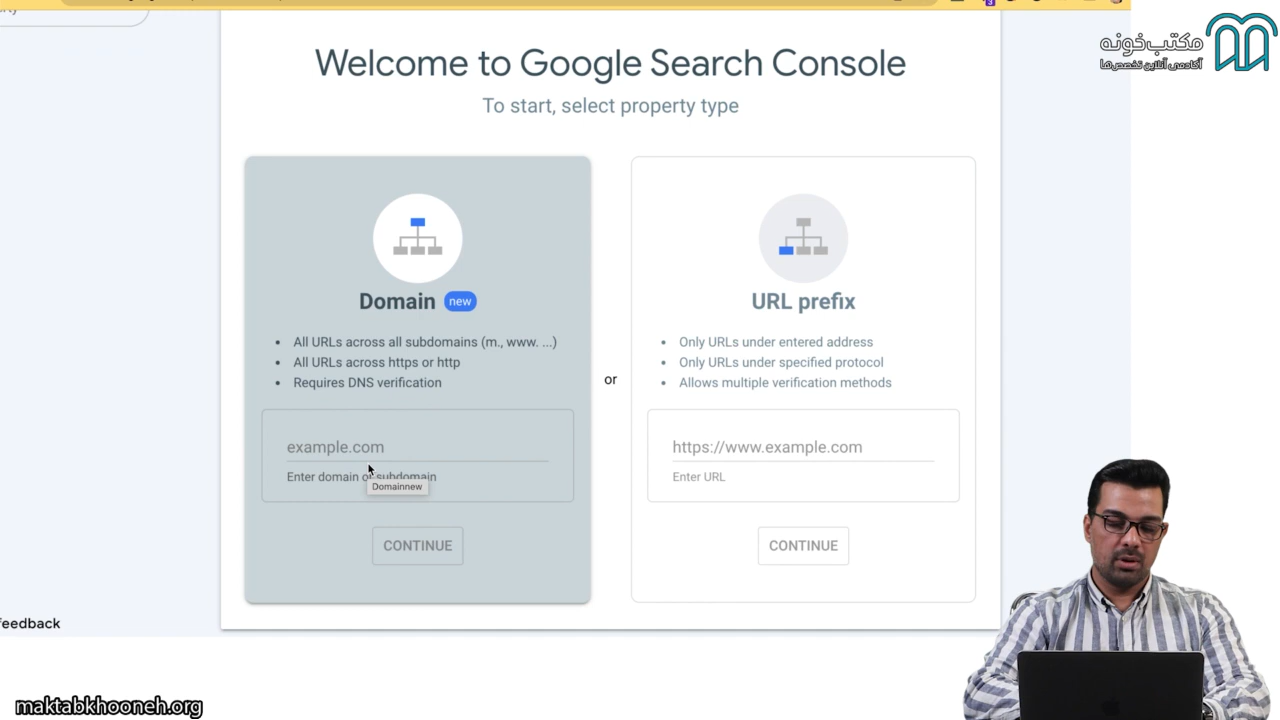 مکتب‌خونه
آکادمی آنلاین تخصص‌ها
Welcome to Google Search Console
To start, select property type
Domain new
• All URLs across all subdomains (m., www. ...)
• All URLs across https or http
• Requires DNS verification
example.com
Enter domain or subdomain
Domainnew
CONTINUE
or
URL prefix
• Only URLs under entered address
• Only URLs under specified protocol
• Allows multiple verification methods
https://www.example.com
Enter URL
CONTINUE
feedback
maktabkhooneh.org